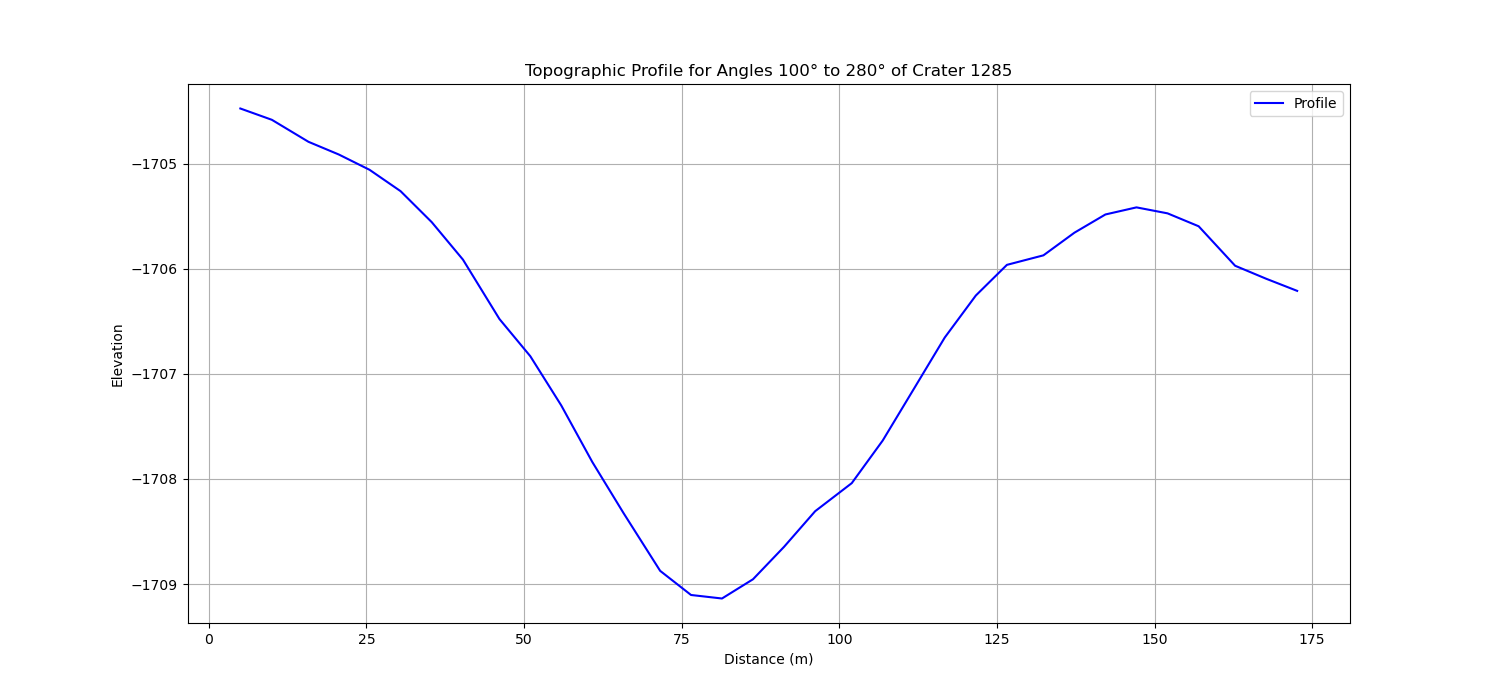 Topographic Profile for Angles 100° to 280° of Crater 1285
Profile
−1705
−1706
−1707
−1708
−1709
Elevation
0 25 50 75 100 125 150 175
Distance (m)